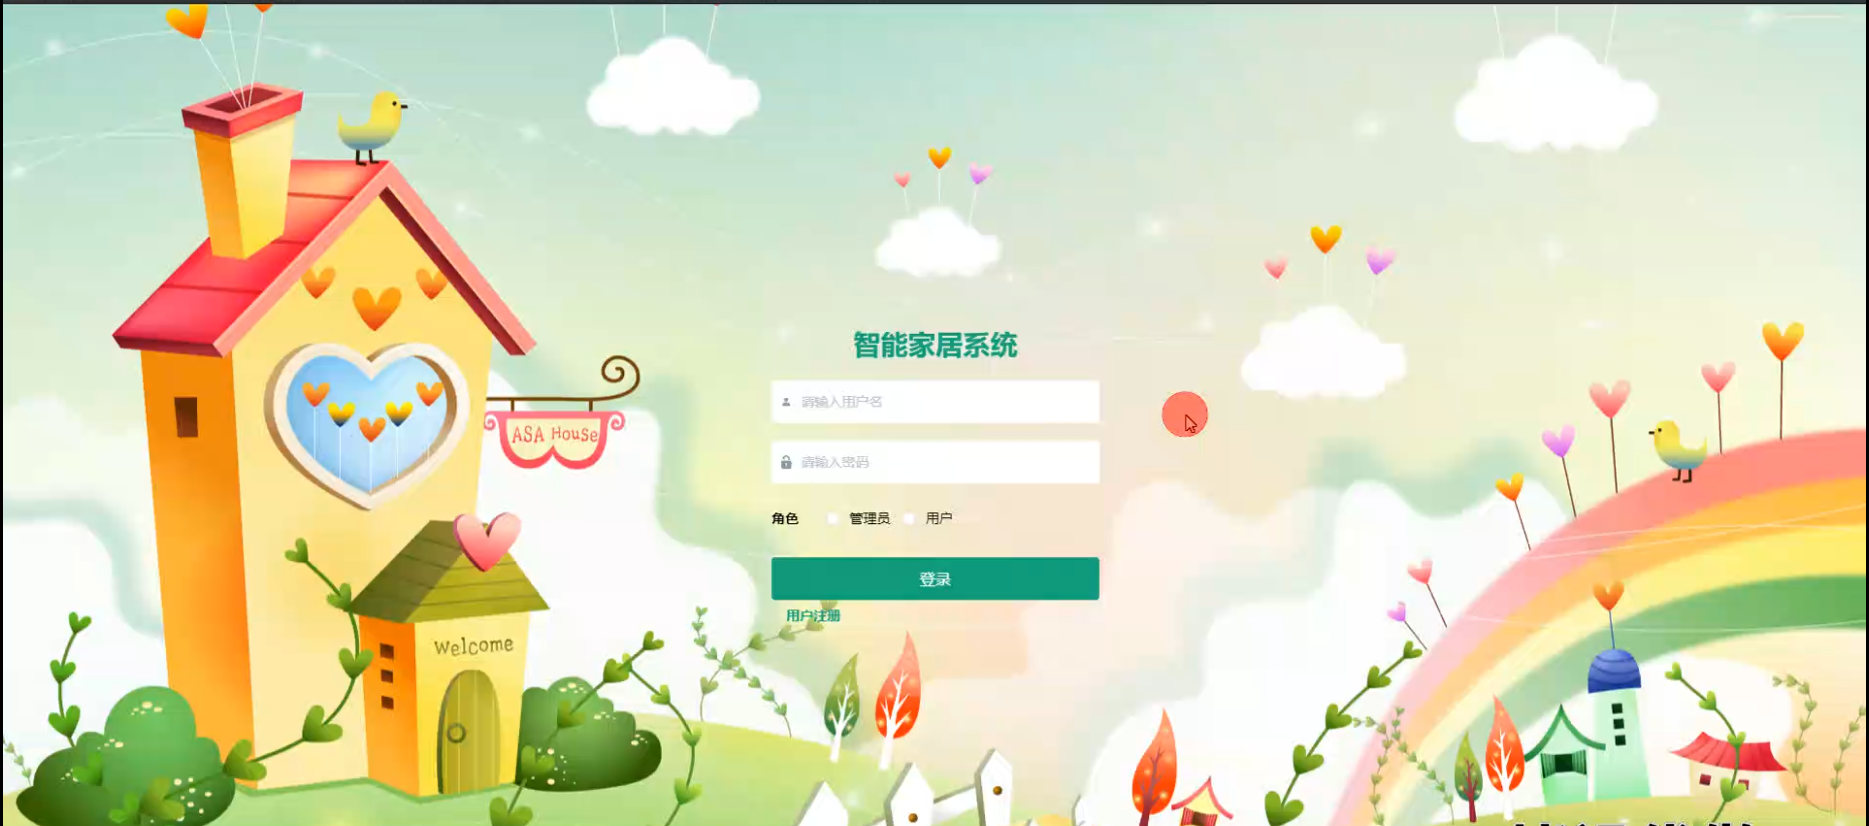 智能家居系统
请输入用户名
ASA House
请输入密码
角色 管理员 用户
登录
用户注册
Welcome